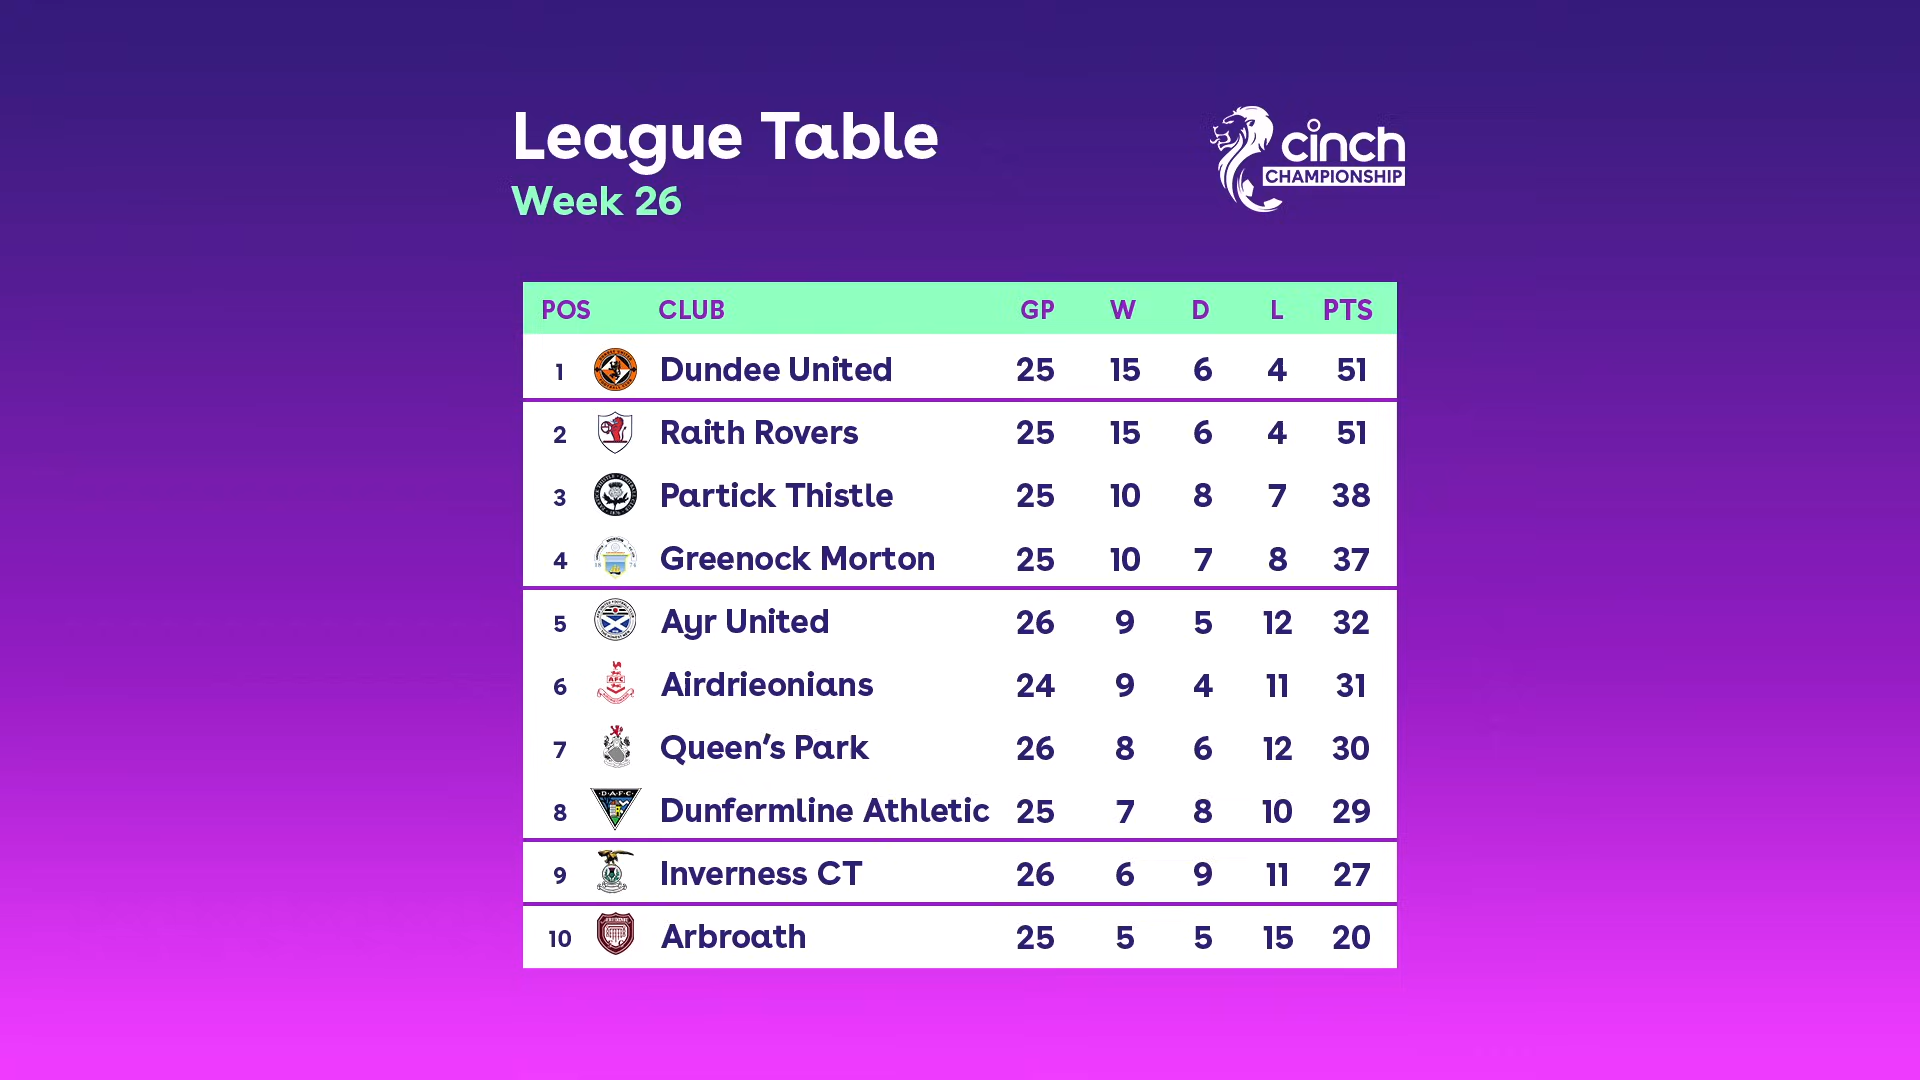 League Table
Week 26
cinch
CHAMPIONSHIP
POS CLUB GP W D L PTS
1 Dundee United 25 15 6 4 51
2 Raith Rovers 25 15 6 4 51
3 Partick Thistle 25 10 8 7 38
4 Greenock Morton 25 10 7 8 37
5 Ayr United 26 9 5 12 32
6 Airdrieonians 24 9 4 11 31
7 Queen's Park 26 8 6 12 30
D.A.F.C.
8 Dunfermline Athletic 25 7 8 10 29
9 Inverness CT 26 6 9 11 27
10 Arbroath 25 5 5 15 20